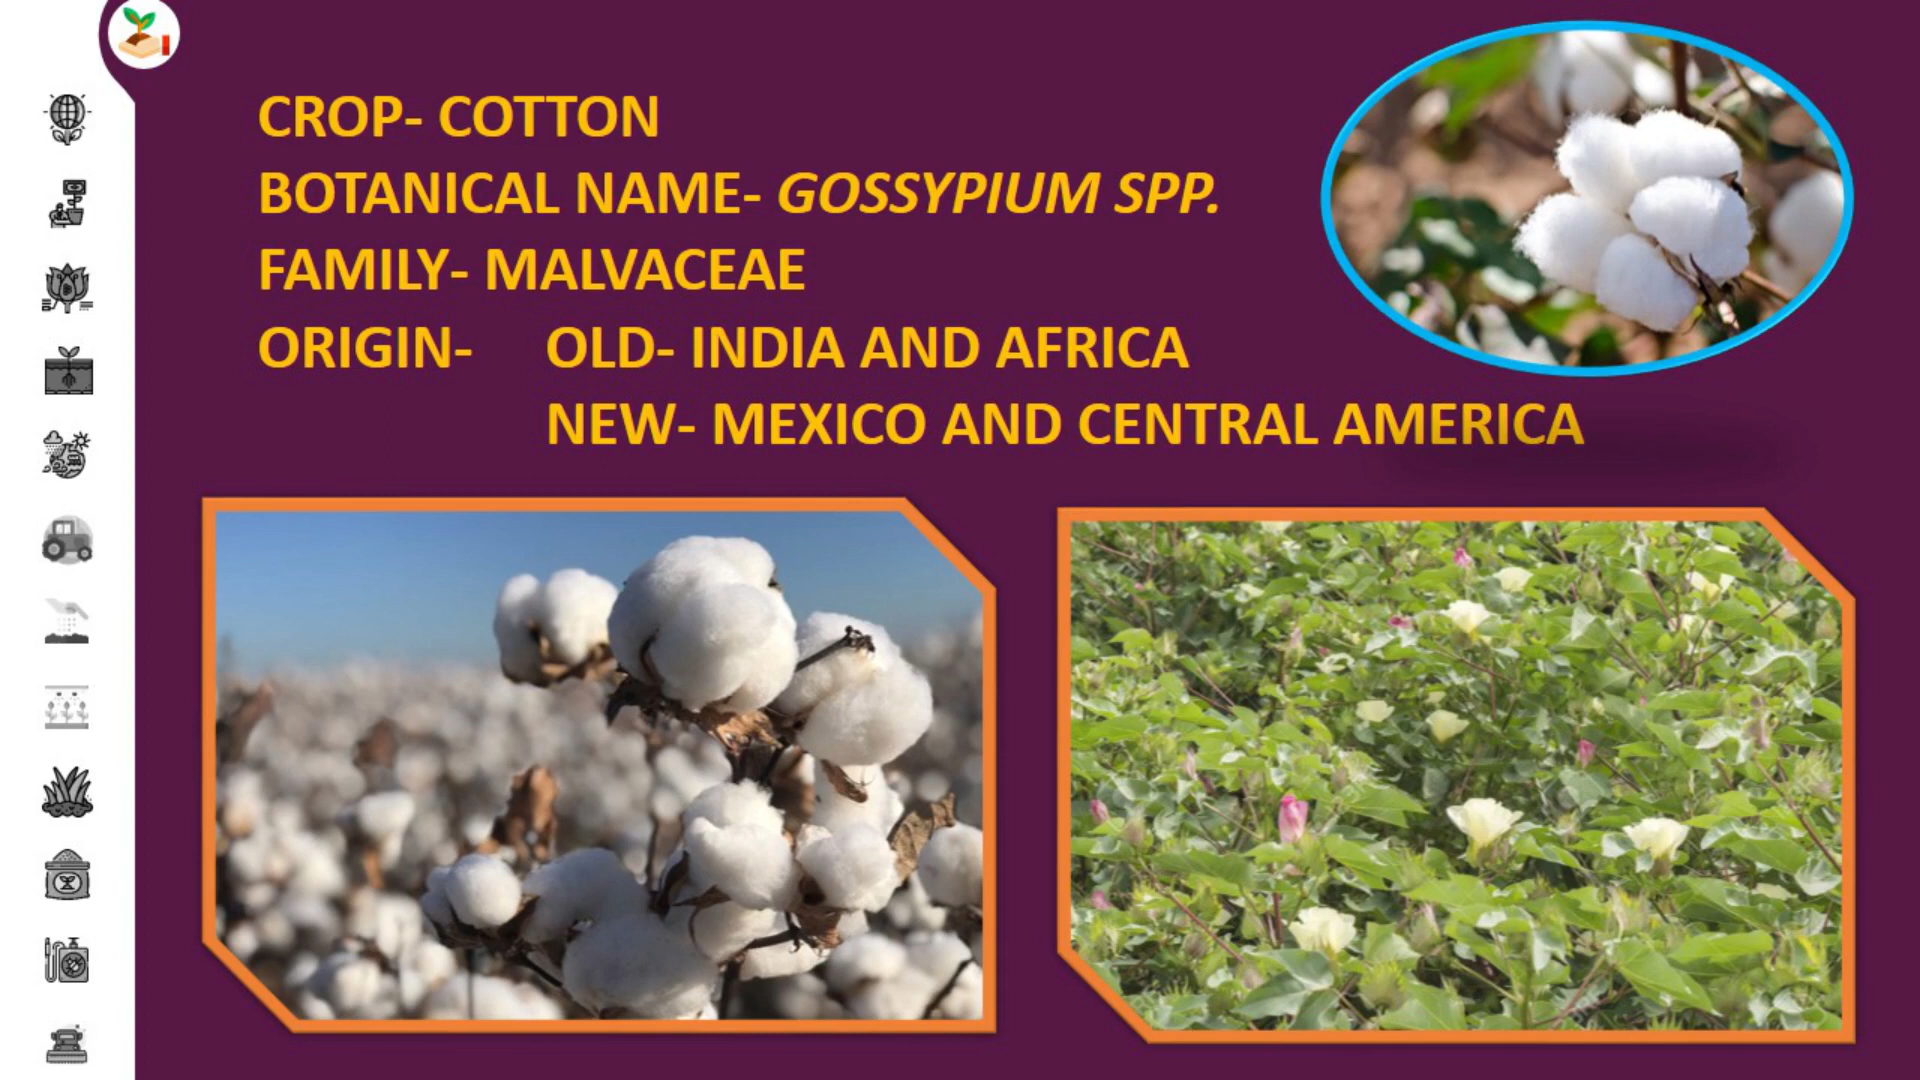 CROP- COTTON
BOTANICAL NAME- GOSSYPIUM SPP.
FAMILY- MALVACEAE
ORIGIN- OLD- INDIA AND AFRICA
NEW- MEXICO AND CENTRAL AMERICA